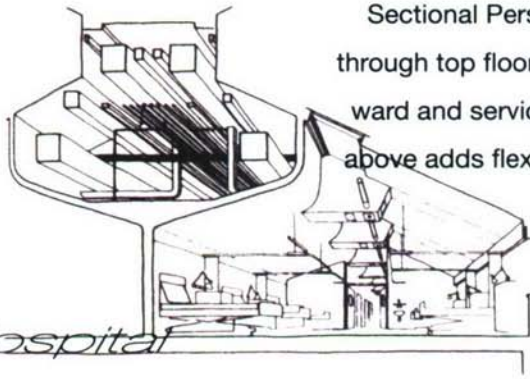 Sectional Pers
through top floor
ward and servic
above adds flex
ospital